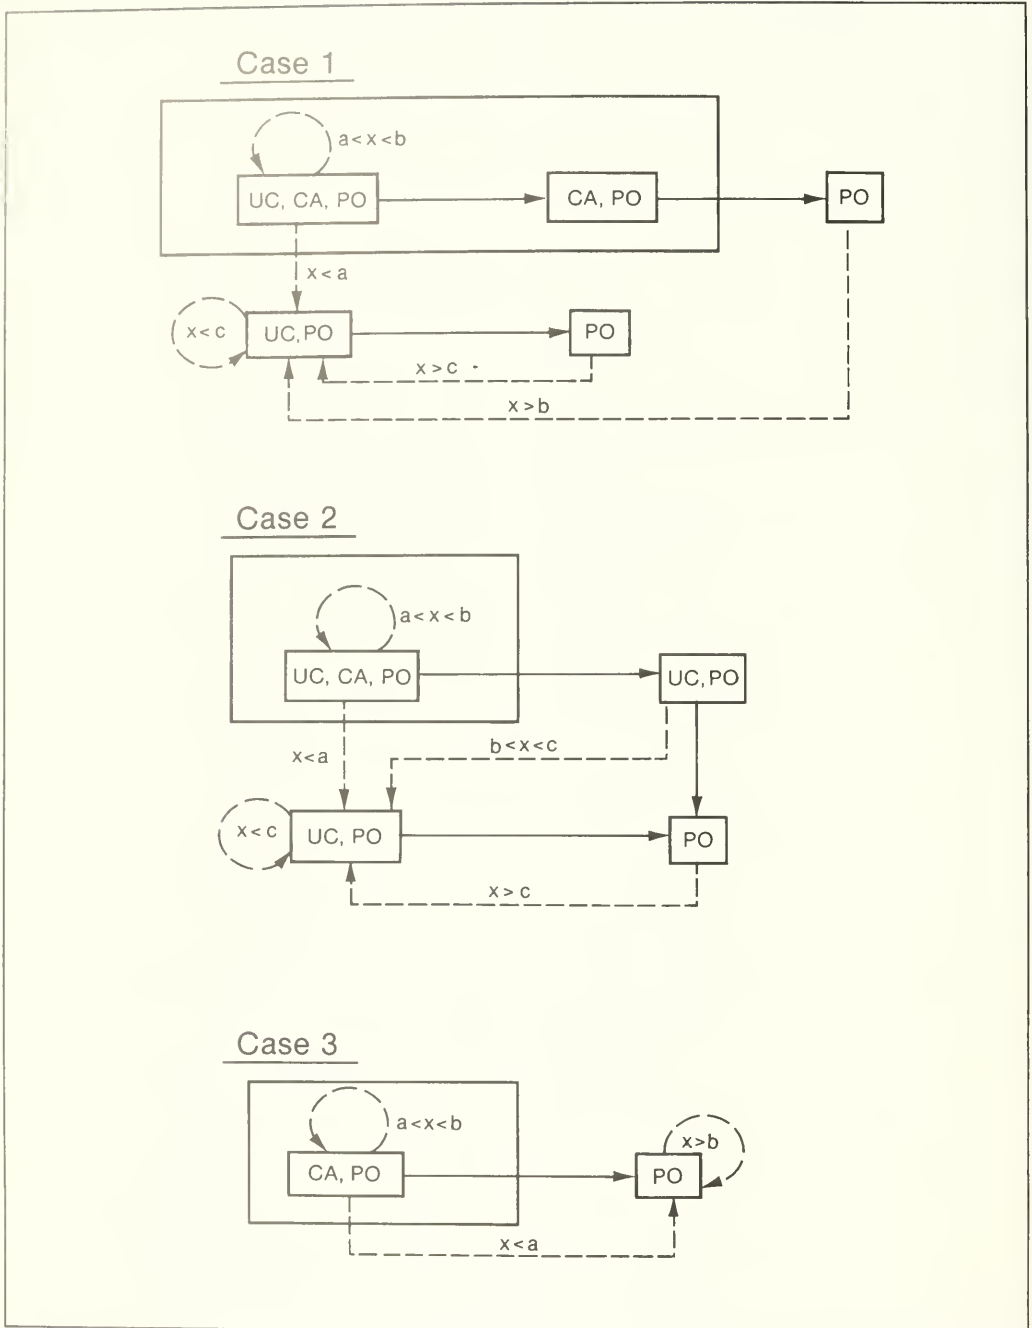 Case 1
a<x<b
UC, CA, PO
CA, PO
PO
x<a
x<c
UC,PO
PO
x>c
x>b
Case 2
a<x<b
UC, CA, PO
UC,PO
x<a
b<x<c
x<c
UC, PO
PO
x>c
Case 3
a<x<b
x>b
CA, PO
PO
x<a